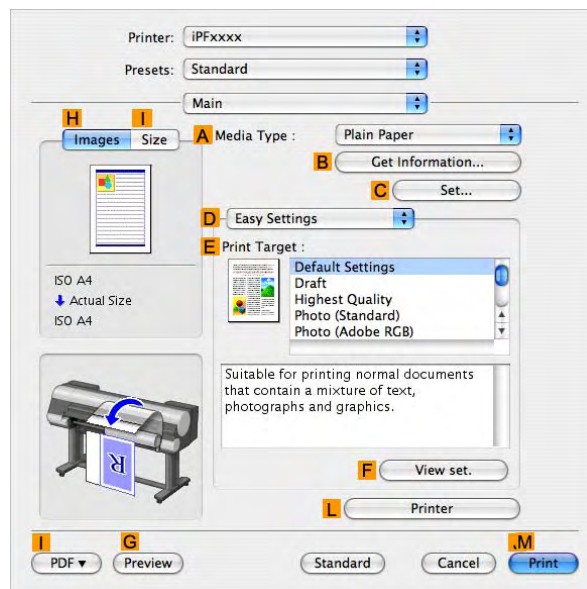 Printer: iPFxxxx
Presets: Standard
Main
H I
Images Size
A Media Type : Plain Paper
B Get Information...
C Set...
D Easy Settings
E Print Target :
Default Settings
Draft
Highest Quality
Photo (Standard)
Photo (Adobe RGB)
ISO A4
Actual Size
ISO A4
Suitable for printing normal documents
that contain a mixture of text,
photographs and graphics.
R
F View set.
L Printer
I G .M
PDF Preview Standard Cancel Print